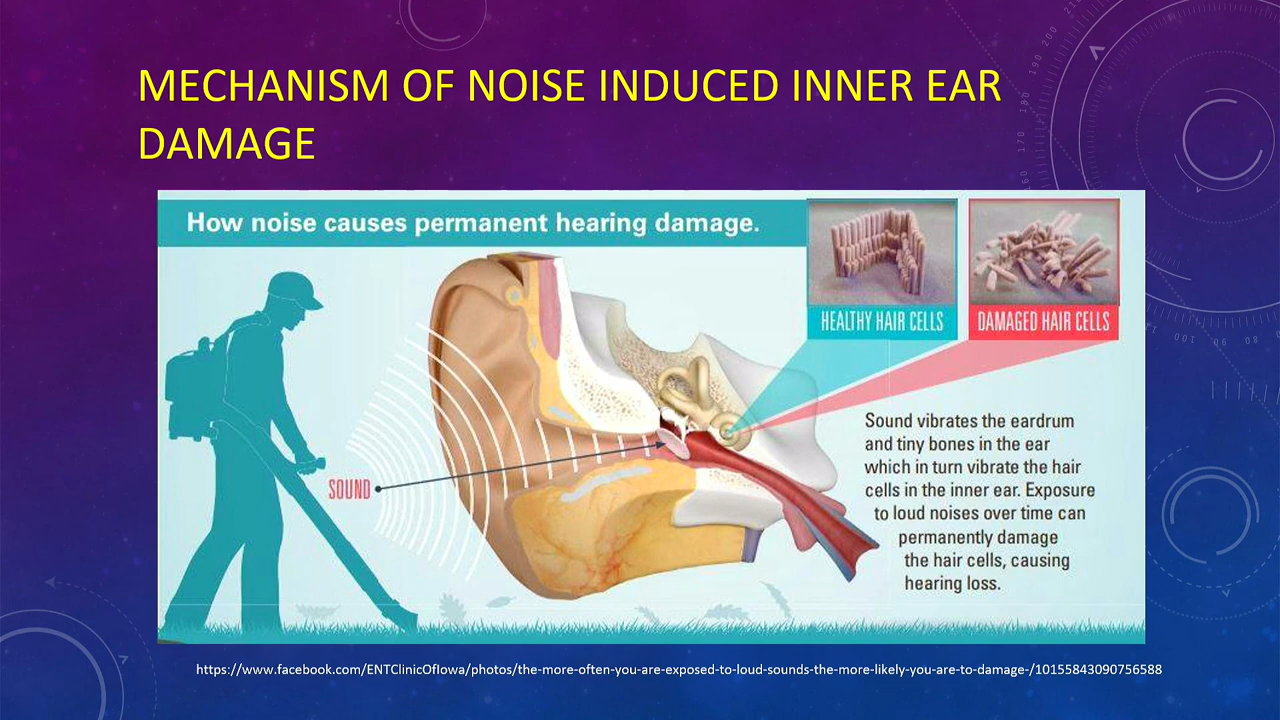 MECHANISM OF NOISE INDUCED INNER EAR
DAMAGE
How noise causes permanent hearing damage.
HEALTHY HAIR CELLS
DAMAGED HAIR CELLS
SOUND
Sound vibrates the eardrum
and tiny bones in the ear
which in turn vibrate the hair
cells in the inner ear. Exposure
to loud noises over time can
permanently damage
the hair cells, causing
hearing loss.
https://www.facebook.com/ENTClinicOfIowa/photos/the-more-often-you-are-exposed-to-loud-sounds-the-more-likely-you-are-to-damage-/10155843090756588